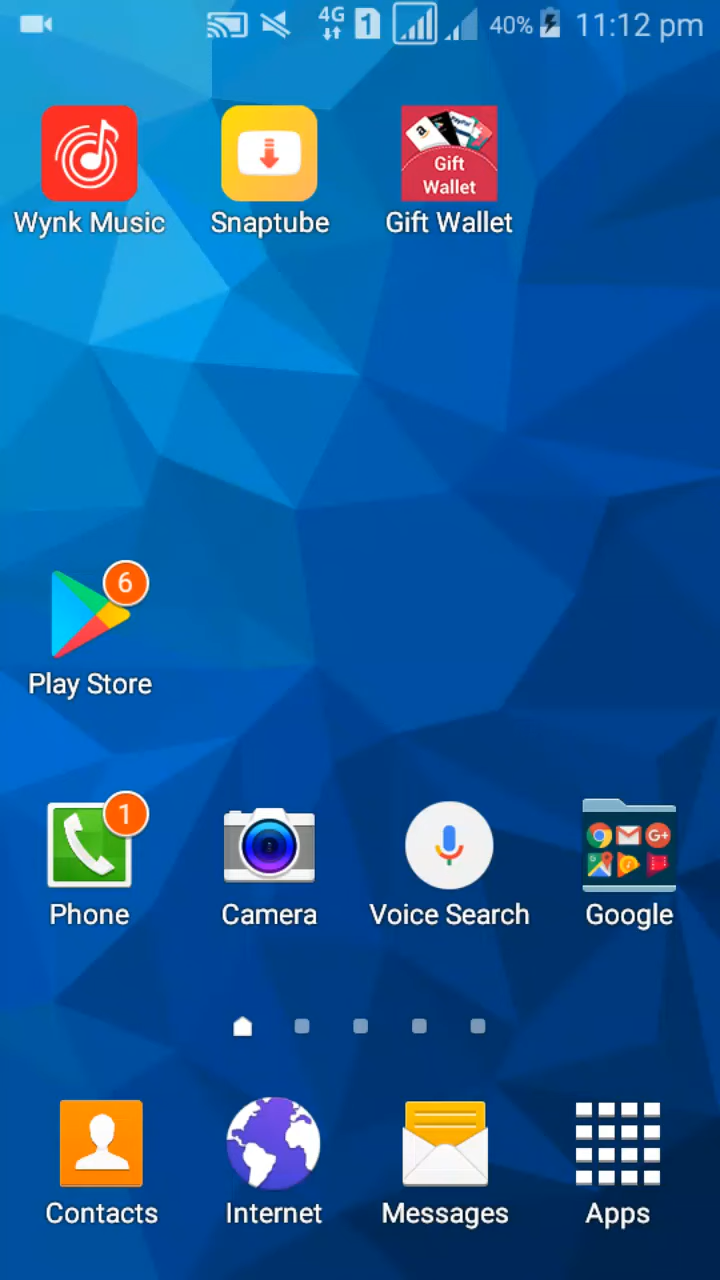 4G 1 40% 11:12 pm
a PayPal
Gift
Wallet
Wynk Music Snaptube Gift Wallet
6
Play Store
1
G+
Phone Camera Voice Search Google
Contacts Internet Messages Apps